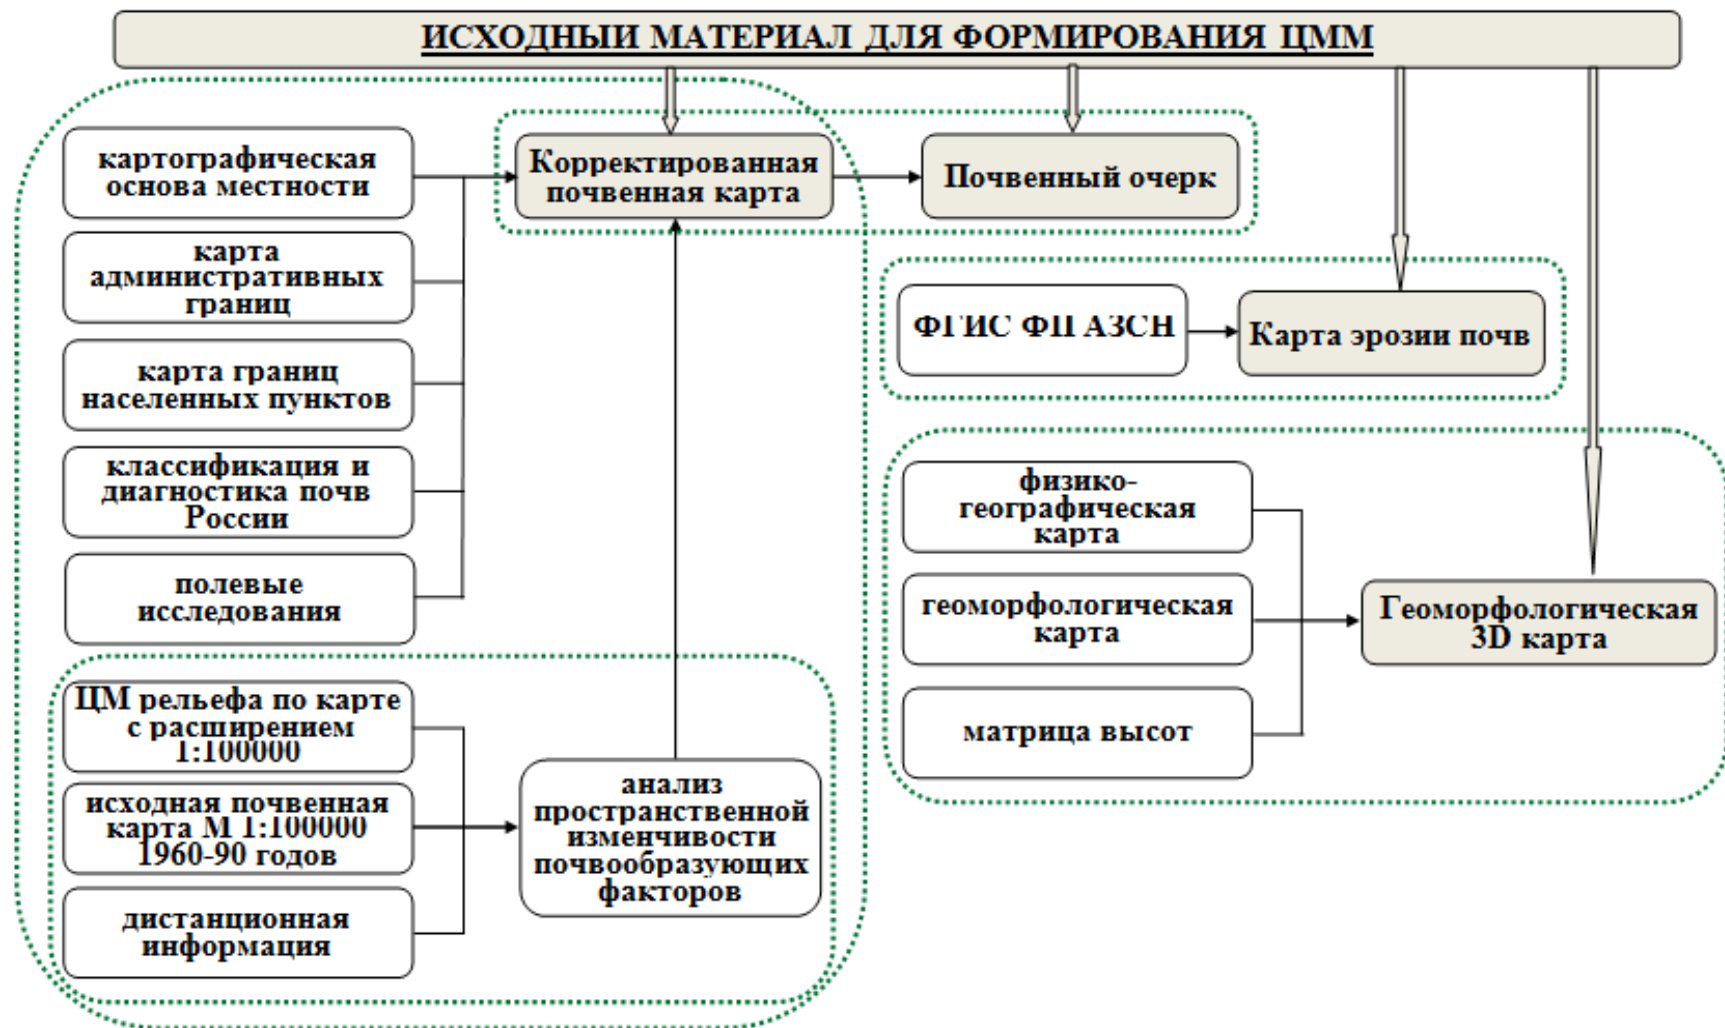 ИСХОДНЫЙ МАТЕРИАЛ ДЛЯ ФОРМИРОВАНИЯ ЦММ
картографическая
основа местности
Корректированная
почвенная карта
Почвенный очерк
карта
административных
границ
ФГИС ФП АЗСН
Карта эрозии почв
карта границ
населенных пунктов
классификация и
диагностика почв
России
физико-
географическая
карта
полевые
исследования
геоморфологическая
карта
Геоморфологическая
3D карта
матрица высот
ЦМ рельефа по карте
с расширением
1:100000
исходная почвенная
карта М 1:100000
1960-90 годов
дистанционная
информация
анализ
пространственной
изменчивости
почвообразующих
факторов